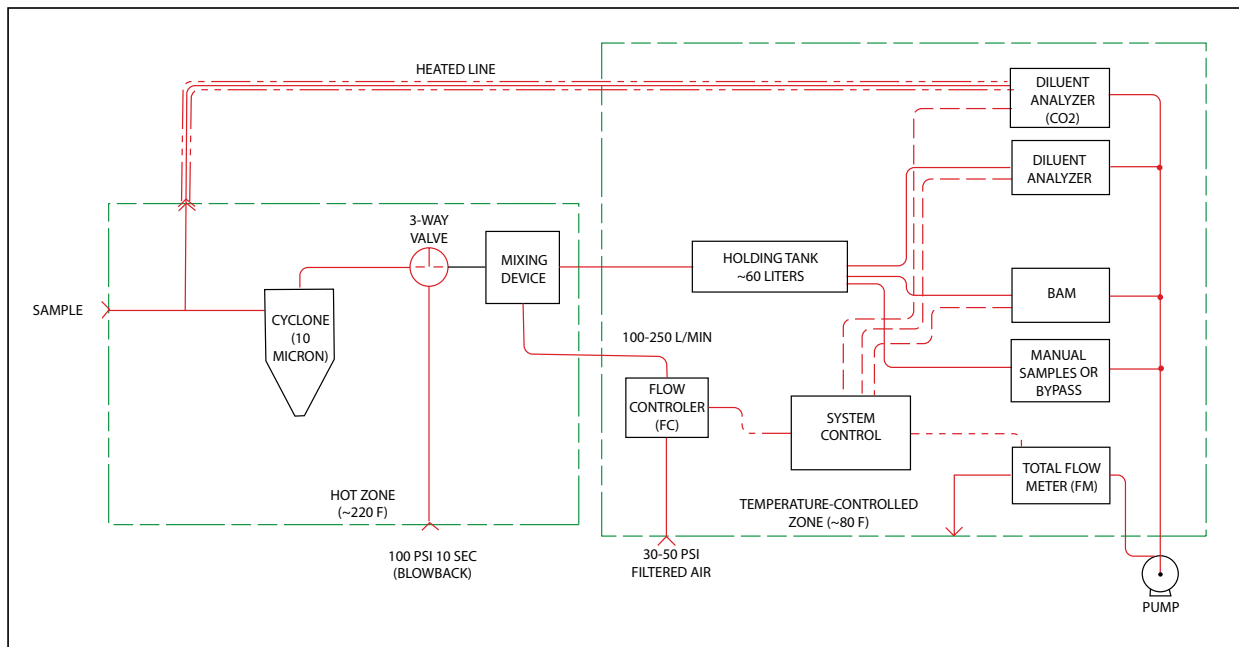 HEATED LINE
DILUENT
ANALYZER
(CO2)
DILUENT
ANALYZER
3-WAY
VALVE
MIXING
DEVICE
HOLDING TANK
~60 LITERS
BAM
SAMPLE
CYCLONE
(10
MICRON)
100-250 L/MIN
MANUAL
SAMPLES OR
BYPASS
FLOW
CONTROLER
(FC)
SYSTEM
CONTROL
TOTAL FLOW
METER (FM)
HOT ZONE
(~220 F)
TEMPERATURE-CONTROLLED
ZONE (~80 F)
100 PSI 10 SEC
(BLOWBACK)
30-50 PSI
FILTERED AIR
PUMP